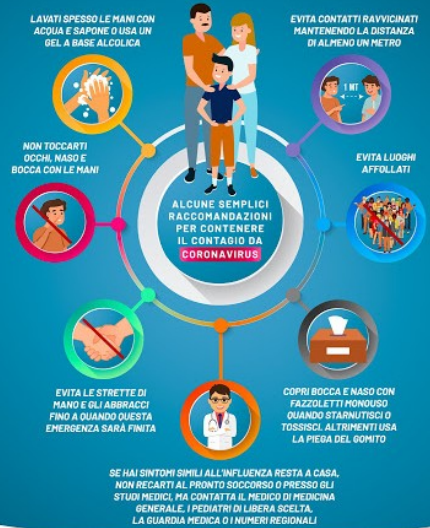 LAVATI SPESSO LE MANI CON
ACQUA E SAPONE O USA UN
GEL A BASE ALCOLICA
EVITA CONTATTI RAVVICINATI
MANTENENDO LA DISTANZA
DI ALMENO UN METRO
1 MT
NON TOCCARTI
OCCHI, NASO E
BOCCA CON LE MANI
EVITA LUOGHI
AFFOLLATI
ALCUNE SEMPLICI
RACCOMANDAZIONI
PER CONTENERE
IL CONTAGIO DA
CORONAVIRUS
EVITA LE STRETTE DI
MANO E GLI ABBRACCI
FINO A QUANDO QUESTA
EMERGENZA SARÀ FINITA
COPRI BOCCA E NASO CON
FAZZOLETTI MONOUSO
QUANDO STARNUTISCI O
TOSSISCI. ALTRIMENTI USA
LA PIEGA DEL GOMITO
SE HAI SINTOMI SIMILI ALL'INFLUENZA RESTA A CASA,
NON RECARTI AL PRONTO SOCCORSO O PRESSO GLI
STUDI MEDICI, MA CONTATTA IL MEDICO DI MEDICINA
GENERALE, I PEDIATRI DI LIBERA SCELTA,
LA GUARDIA MEDICA O I NUMERI REGIONALI